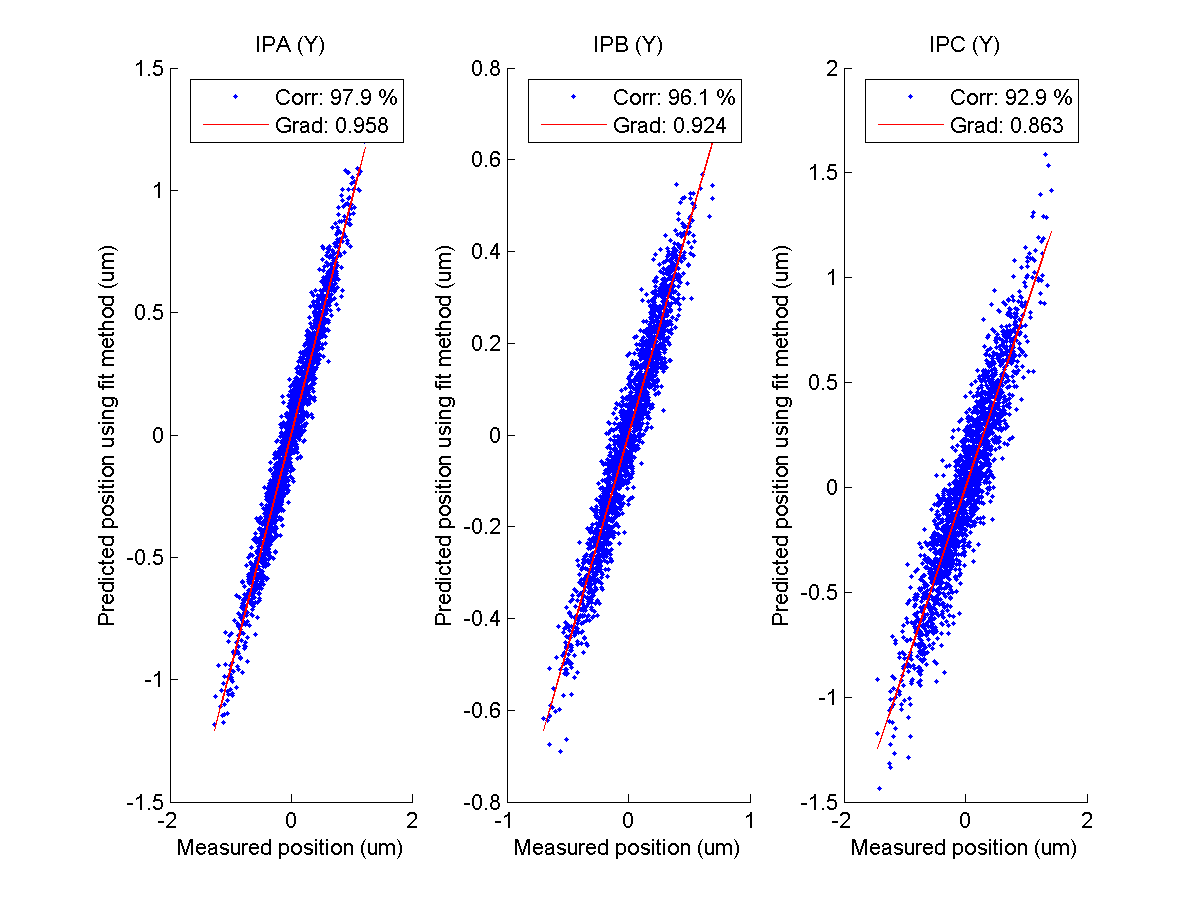 IPA (Y)
1.5
1
0.5
0
-0.5
-1
-1.5
-2
0
2
Corr: 97.9 %
Grad: 0.958
Predicted position using fit method (um)
Measured position (um)
IPB (Y)
0.8
0.6
0.4
0.2
0
-0.2
-0.4
-0.6
-0.8
-1
0
1
Corr: 96.1 %
Grad: 0.924
Predicted position using fit method (um)
Measured position (um)
IPC (Y)
2
1.5
1
0.5
0
-0.5
-1
-1.5
-2
0
2
Corr: 92.9 %
Grad: 0.863
Predicted position using fit method (um)
Measured position (um)